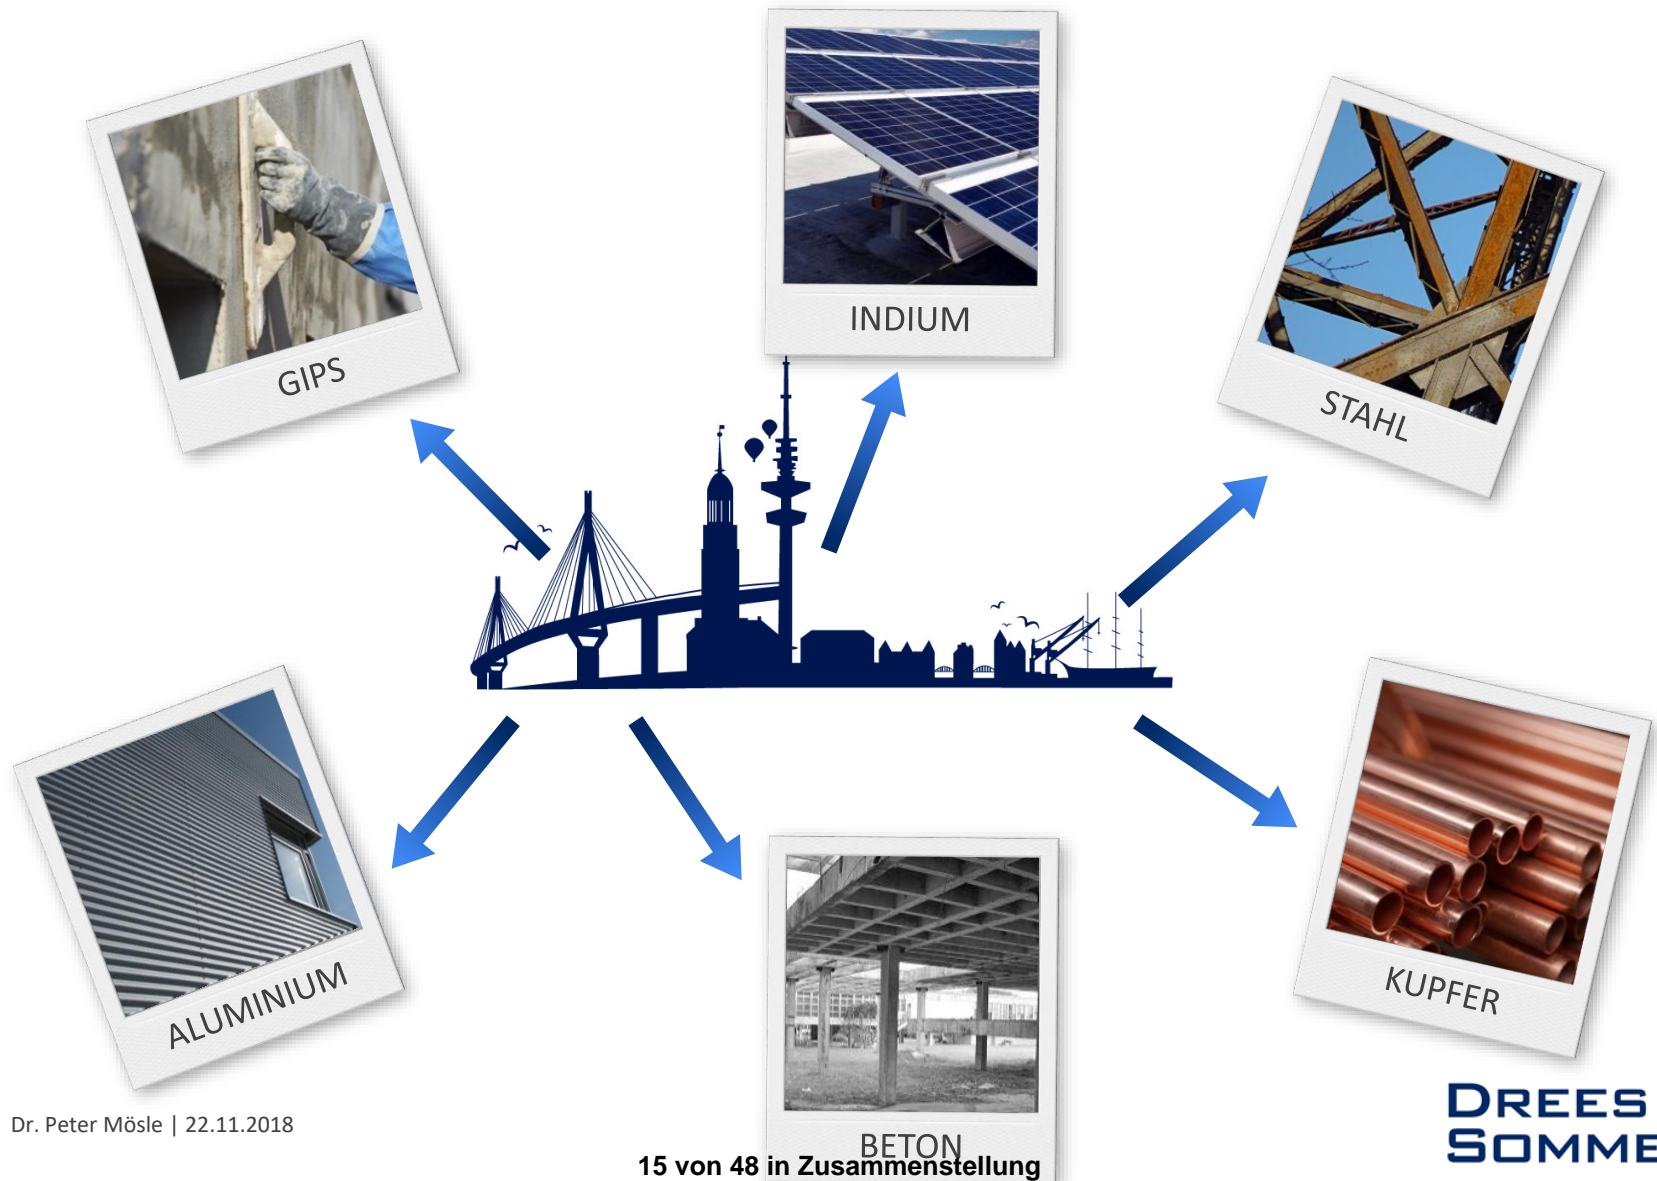 INDIUM
GIPS
STAHL
ALUMINIUM
KUPFER
BETON
Dr. Peter Mösle | 22.11.2018
15 von 48 in Zusammenstellung
DREES
SOMME